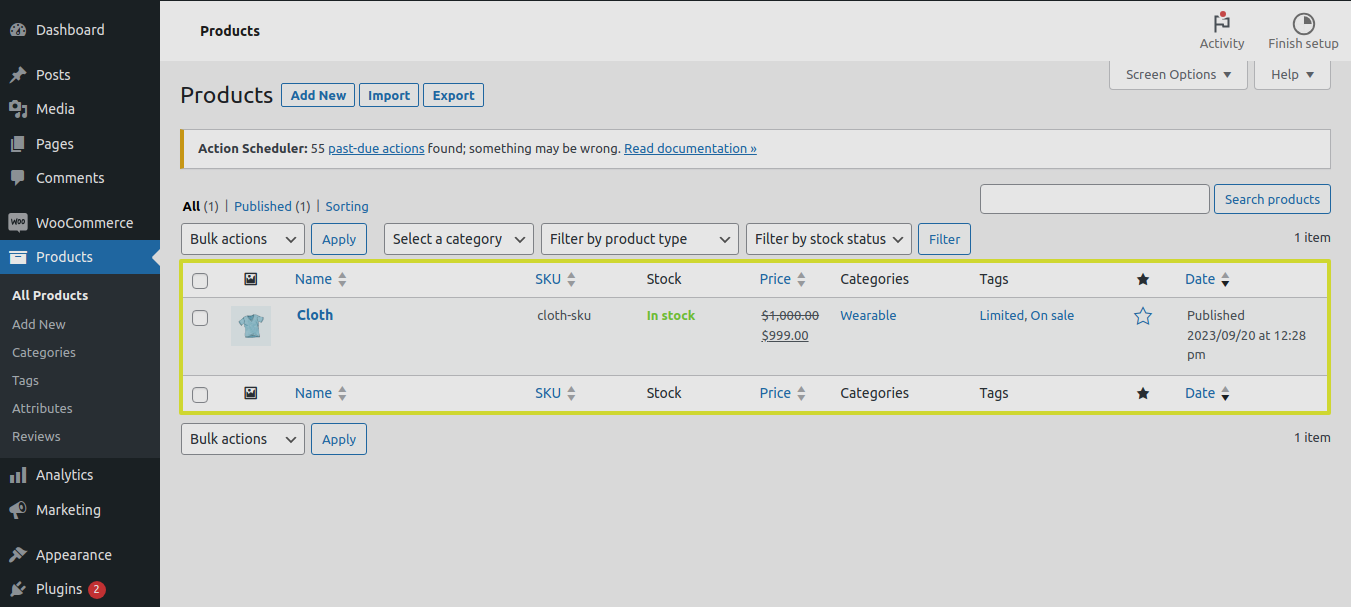 Dashboard
Posts
Media
Pages
Comments
WooCommerce
Products
All Products
Add New
Categories
Tags
Attributes
Reviews
Analytics
Marketing
Appearance
Plugins 2
Products
Activity
Finish setup
Screen Options
Help
Products Add New Import Export
Action Scheduler: 55 past-due actions found; something may be wrong. Read documentation »
All (1) | Published (1) | Sorting
Search products
Bulk actions Apply Select a category Filter by product type Filter by stock status Filter
1 item
Name SKU Stock Price Categories Tags Date
Cloth cloth-sku In stock $1,000.00 Wearable Limited, On sale Published
$999.00 2023/09/20 at 12:28
pm
Name SKU Stock Price Categories Tags Date
Bulk actions Apply 1 item